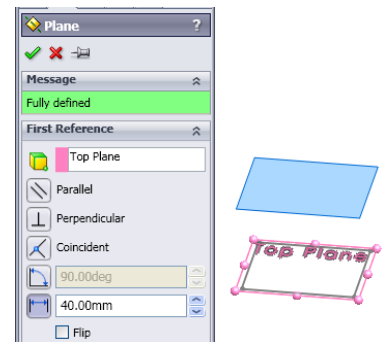 Plane ?
Message
Fully defined
First Reference
Top Plane
Parallel
Perpendicular
Coincident
90.00deg
40.00mm
Flip
Top Plane